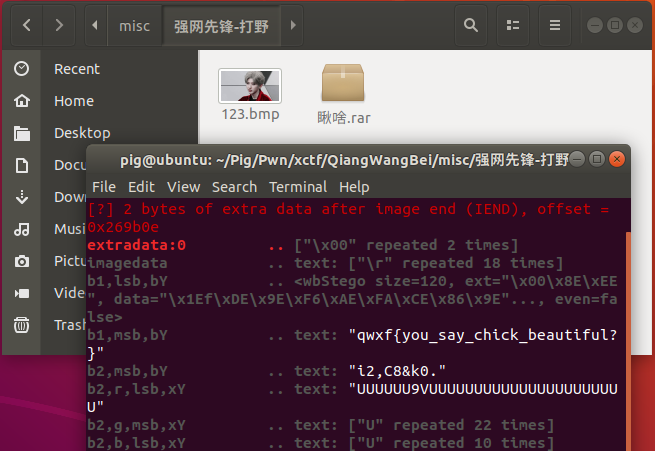 misc
强网先锋-打野
Recent
Home
Desktop
Docu
Down
Musi
Pictu
Vide
Trash
123.bmp
瞅啥.rar
pig@ubuntu: ~/Pig/Pwn/xctf/QiangWangBei/misc/强网先锋-打野
File Edit View Search Terminal Help
[?] 2 bytes of extra data after image end (IEND), offset =
0x269b0e
extradata:0 .. ["\x00" repeated 2 times]
imagedata .. text: ["\r" repeated 18 times]
b1,lsb,bY .. <wbStego size=120, ext="\x00\x8E\xEE
", data="\x1Ef\xDE\x9E\xF6\xAE\xFA\xCE\x86\x9E"..., even=fa
lse>
b1,msb,bY .. text: "qwxf{you_say_chick_beautiful?
}"
b2,msb,bY .. text: "i2,C8&k0."
b2,r,lsb,xY .. text: "UUUUUU9VUUUUUUUUUUUUUUUUUUUUUU
U"
b2,g,msb,xY .. text: ["U" repeated 22 times]
b2,b,lsb,xY .. text: ["U" repeated 10 times]